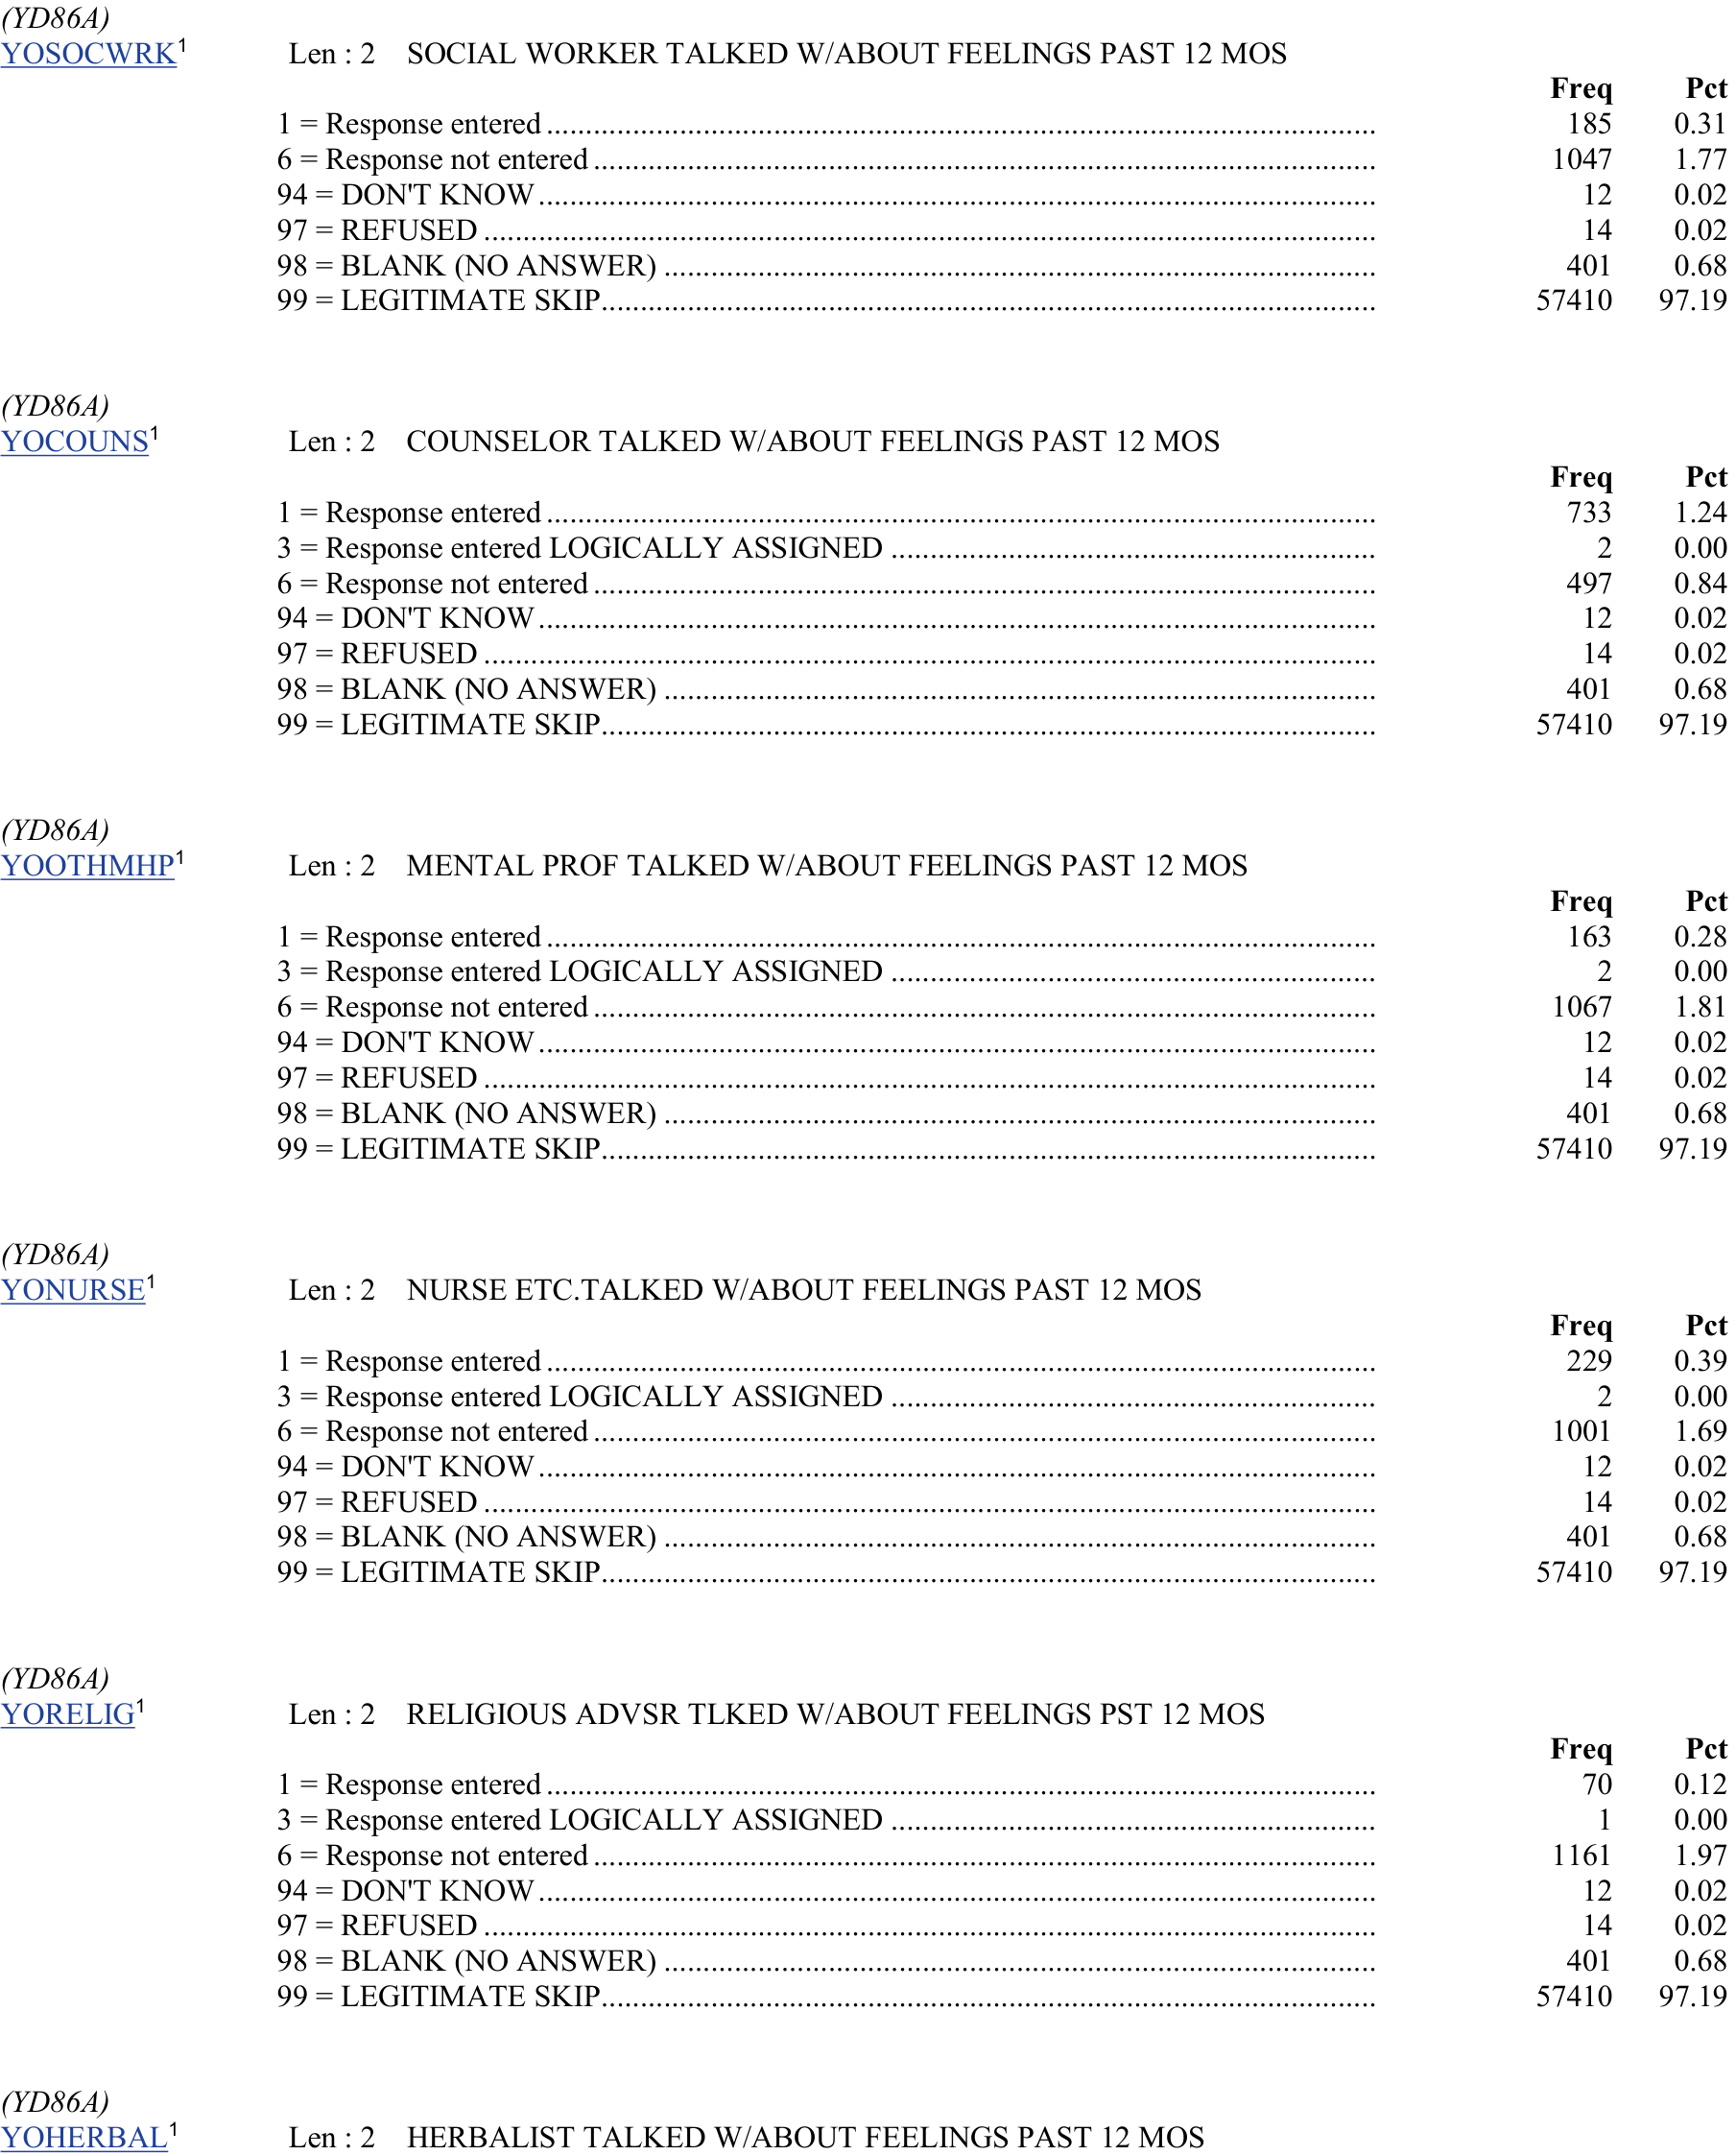 (YD86A)
YOSOCWRK¹ Len : 2 SOCIAL WORKER TALKED W/ABOUT FEELINGS PAST 12 MOS
Freq Pct
1 = Response entered 185 0.31
6 = Response not entered 1047 1.77
94 = DON'T KNOW 12 0.02
97 = REFUSED 14 0.02
98 = BLANK (NO ANSWER) 401 0.68
99 = LEGITIMATE SKIP 57410 97.19
(YD86A)
YOCOUNS¹ Len : 2 COUNSELOR TALKED W/ABOUT FEELINGS PAST 12 MOS
Freq Pct
1 = Response entered 733 1.24
3 = Response entered LOGICALLY ASSIGNED 2 0.00
6 = Response not entered 497 0.84
94 = DON'T KNOW 12 0.02
97 = REFUSED 14 0.02
98 = BLANK (NO ANSWER) 401 0.68
99 = LEGITIMATE SKIP 57410 97.19
(YD86A)
YOOTHMHP¹ Len : 2 MENTAL PROF TALKED W/ABOUT FEELINGS PAST 12 MOS
Freq Pct
1 = Response entered 163 0.28
3 = Response entered LOGICALLY ASSIGNED 2 0.00
6 = Response not entered 1067 1.81
94 = DON'T KNOW 12 0.02
97 = REFUSED 14 0.02
98 = BLANK (NO ANSWER) 401 0.68
99 = LEGITIMATE SKIP 57410 97.19
(YD86A)
YONURSE¹ Len : 2 NURSE ETC.TALKED W/ABOUT FEELINGS PAST 12 MOS
Freq Pct
1 = Response entered 229 0.39
3 = Response entered LOGICALLY ASSIGNED 2 0.00
6 = Response not entered 1001 1.69
94 = DON'T KNOW 12 0.02
97 = REFUSED 14 0.02
98 = BLANK (NO ANSWER) 401 0.68
99 = LEGITIMATE SKIP 57410 97.19
(YD86A)
YORELIG¹ Len : 2 RELIGIOUS ADVSR TLKED W/ABOUT FEELINGS PST 12 MOS
Freq Pct
1 = Response entered 70 0.12
3 = Response entered LOGICALLY ASSIGNED 1 0.00
6 = Response not entered 1161 1.97
94 = DON'T KNOW 12 0.02
97 = REFUSED 14 0.02
98 = BLANK (NO ANSWER) 401 0.68
99 = LEGITIMATE SKIP 57410 97.19
(YD86A)
YOHERBAL¹ Len : 2 HERBALIST TALKED W/ABOUT FEELINGS PAST 12 MOS